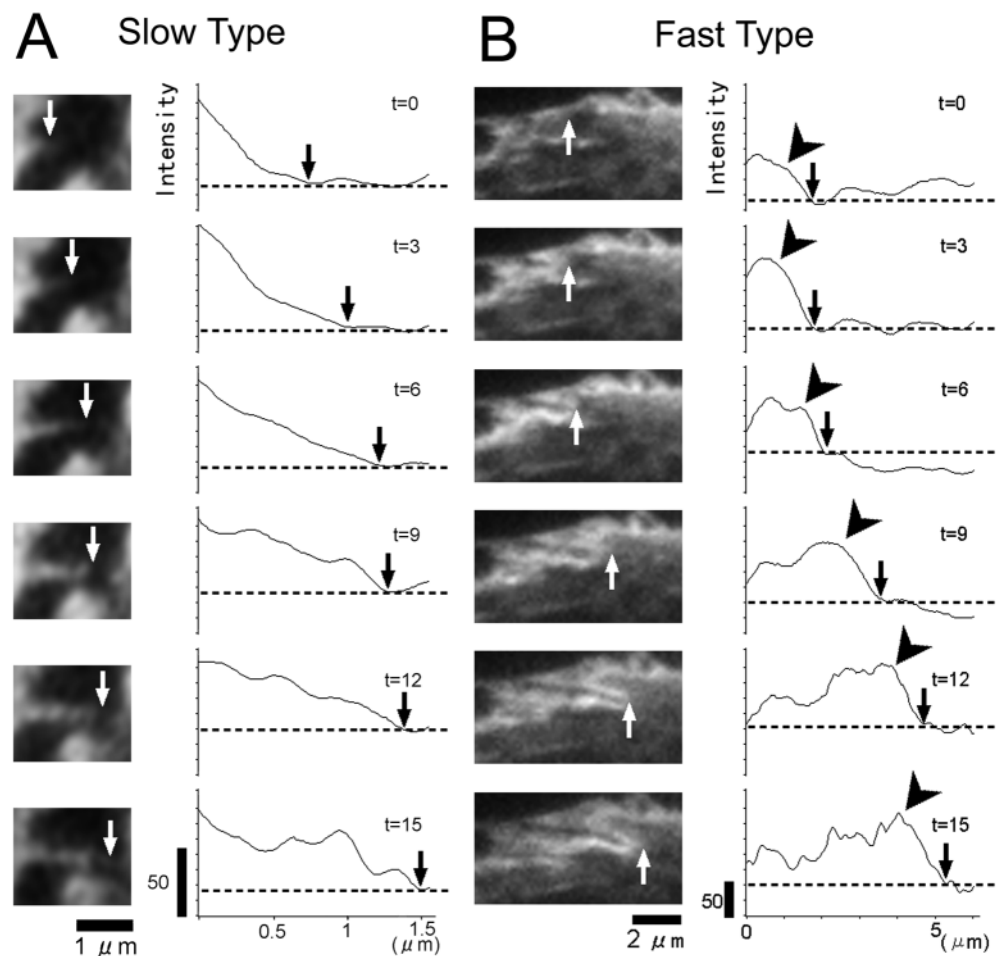 A Slow Type
B Fast Type
Intensity
t=0
t=3
t=6
t=9
t=12
t=15
50
1 μm
0.5 1 1.5
(μm)
Intensity
t=0
t=3
t=6
t=9
t=12
t=15
50
2 μm
0 5 (μm)